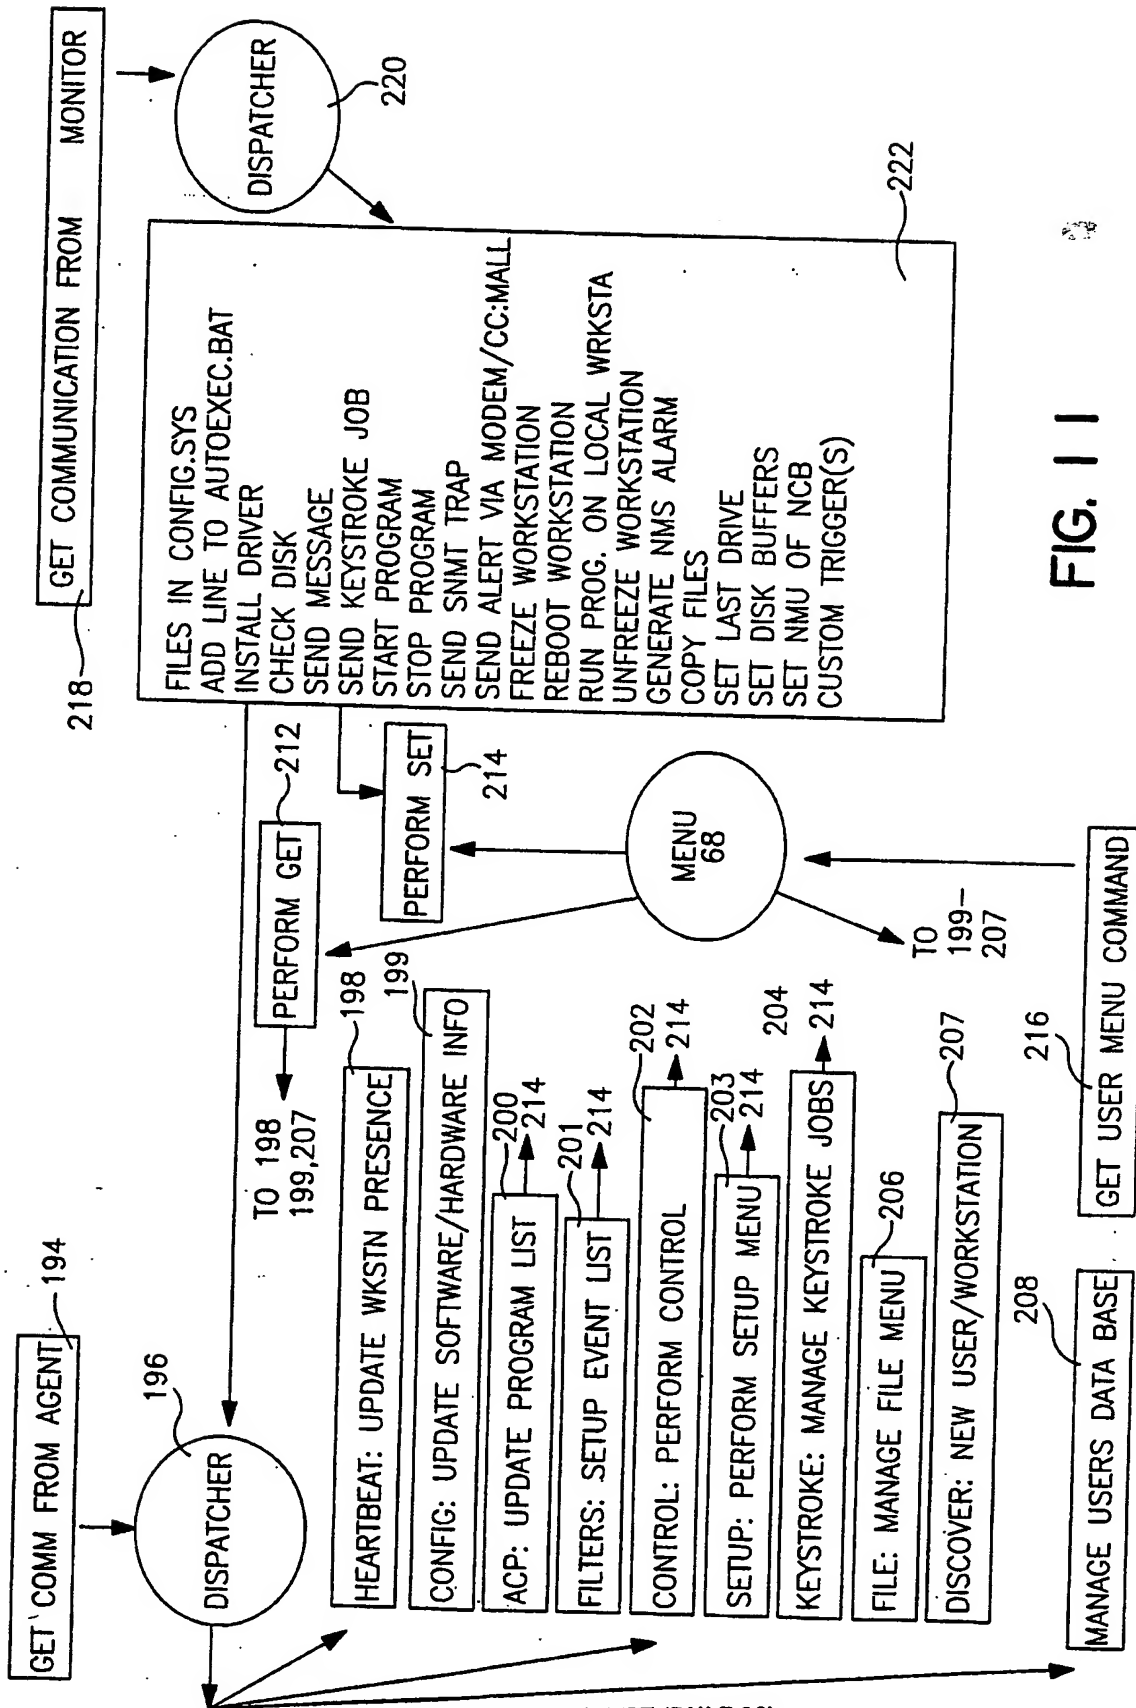 GET COMM FROM AGENT
194
DISPATCHER
196
TO 198
199,207
PERFORM GET
212
HEARTBEAT: UPDATE WKSTN PRESENCE
198
CONFIG: UPDATE SOFTWARE/HARDWARE INFO
199
ACP: UPDATE PROGRAM LIST
200
214
FILTERS: SETUP EVENT LIST
201
214
CONTROL: PERFORM CONTROL
202
214
SETUP: PERFORM SETUP MENU
203
214
KEYSTROKE: MANAGE KEYSTROKE JOBS
204
214
FILE: MANAGE FILE MENU
206
DISCOVER: NEW USER/WORKSTATION
207
MANAGE USERS DATA BASE
208
GET USER MENU COMMAND
216
MENU
68
TO
199-
207
PERFORM SET
214
218
GET COMMUNICATION FROM MONITOR
DISPATCHER
220
FILES IN CONFIG.SYS
ADD LINE TO AUTOEXEC.BAT
INSTALL DRIVER
CHECK DISK
SEND MESSAGE
SEND KEYSTROKE JOB
START PROGRAM
STOP PROGRAM
SEND SNMT TRAP
SEND ALERT VIA MODEM/CC:MALL
FREEZE WORKSTATION
REBOOT WORKSTATION
RUN PROG. ON LOCAL WRKSTA
UNFREEZE WORKSTATION
GENERATE NMS ALARM
COPY FILES
SET LAST DRIVE
SET DISK BUFFERS
SET NMU OF NCB
CUSTOM TRIGGER(S)
222
FIG. 11